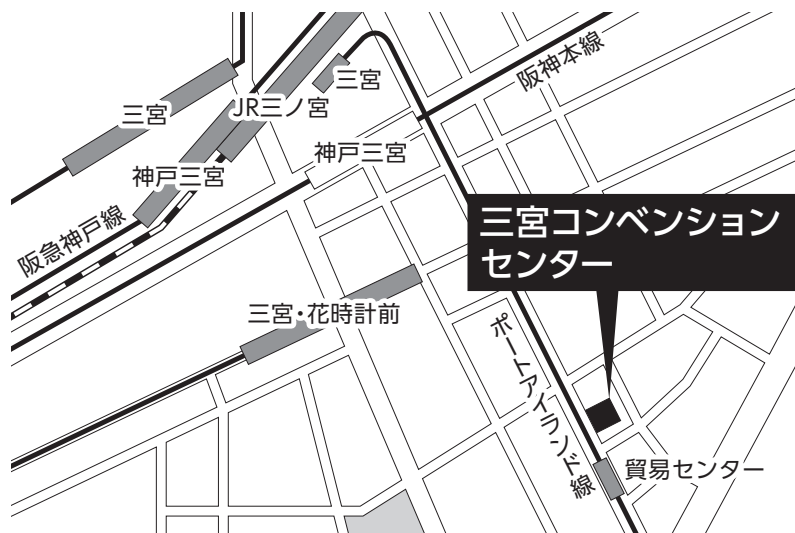 三宮
阪神本線
三宮
JR三ノ宮
神戸三宮
神戸三宮
三宮コンベンション
センター
阪急神戸線
三宮・花時計前
ポートアイランド線
貿易センター